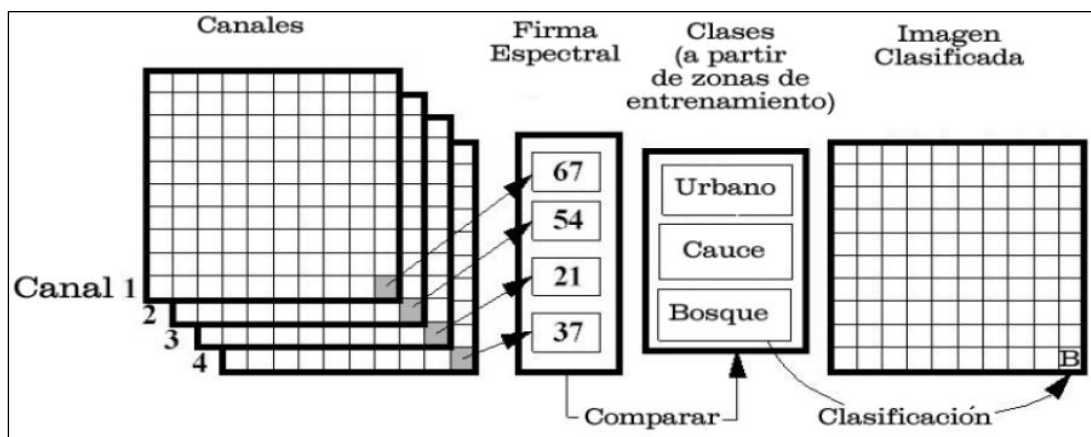 Canales
Canal 1
2
3
4
Firma
Espectral
67
54
21
37
Comparar
Clases
(a partir
de zonas de
entrenamiento)
Urbano
Cauce
Bosque
Clasificación
Imagen
Clasificada
B